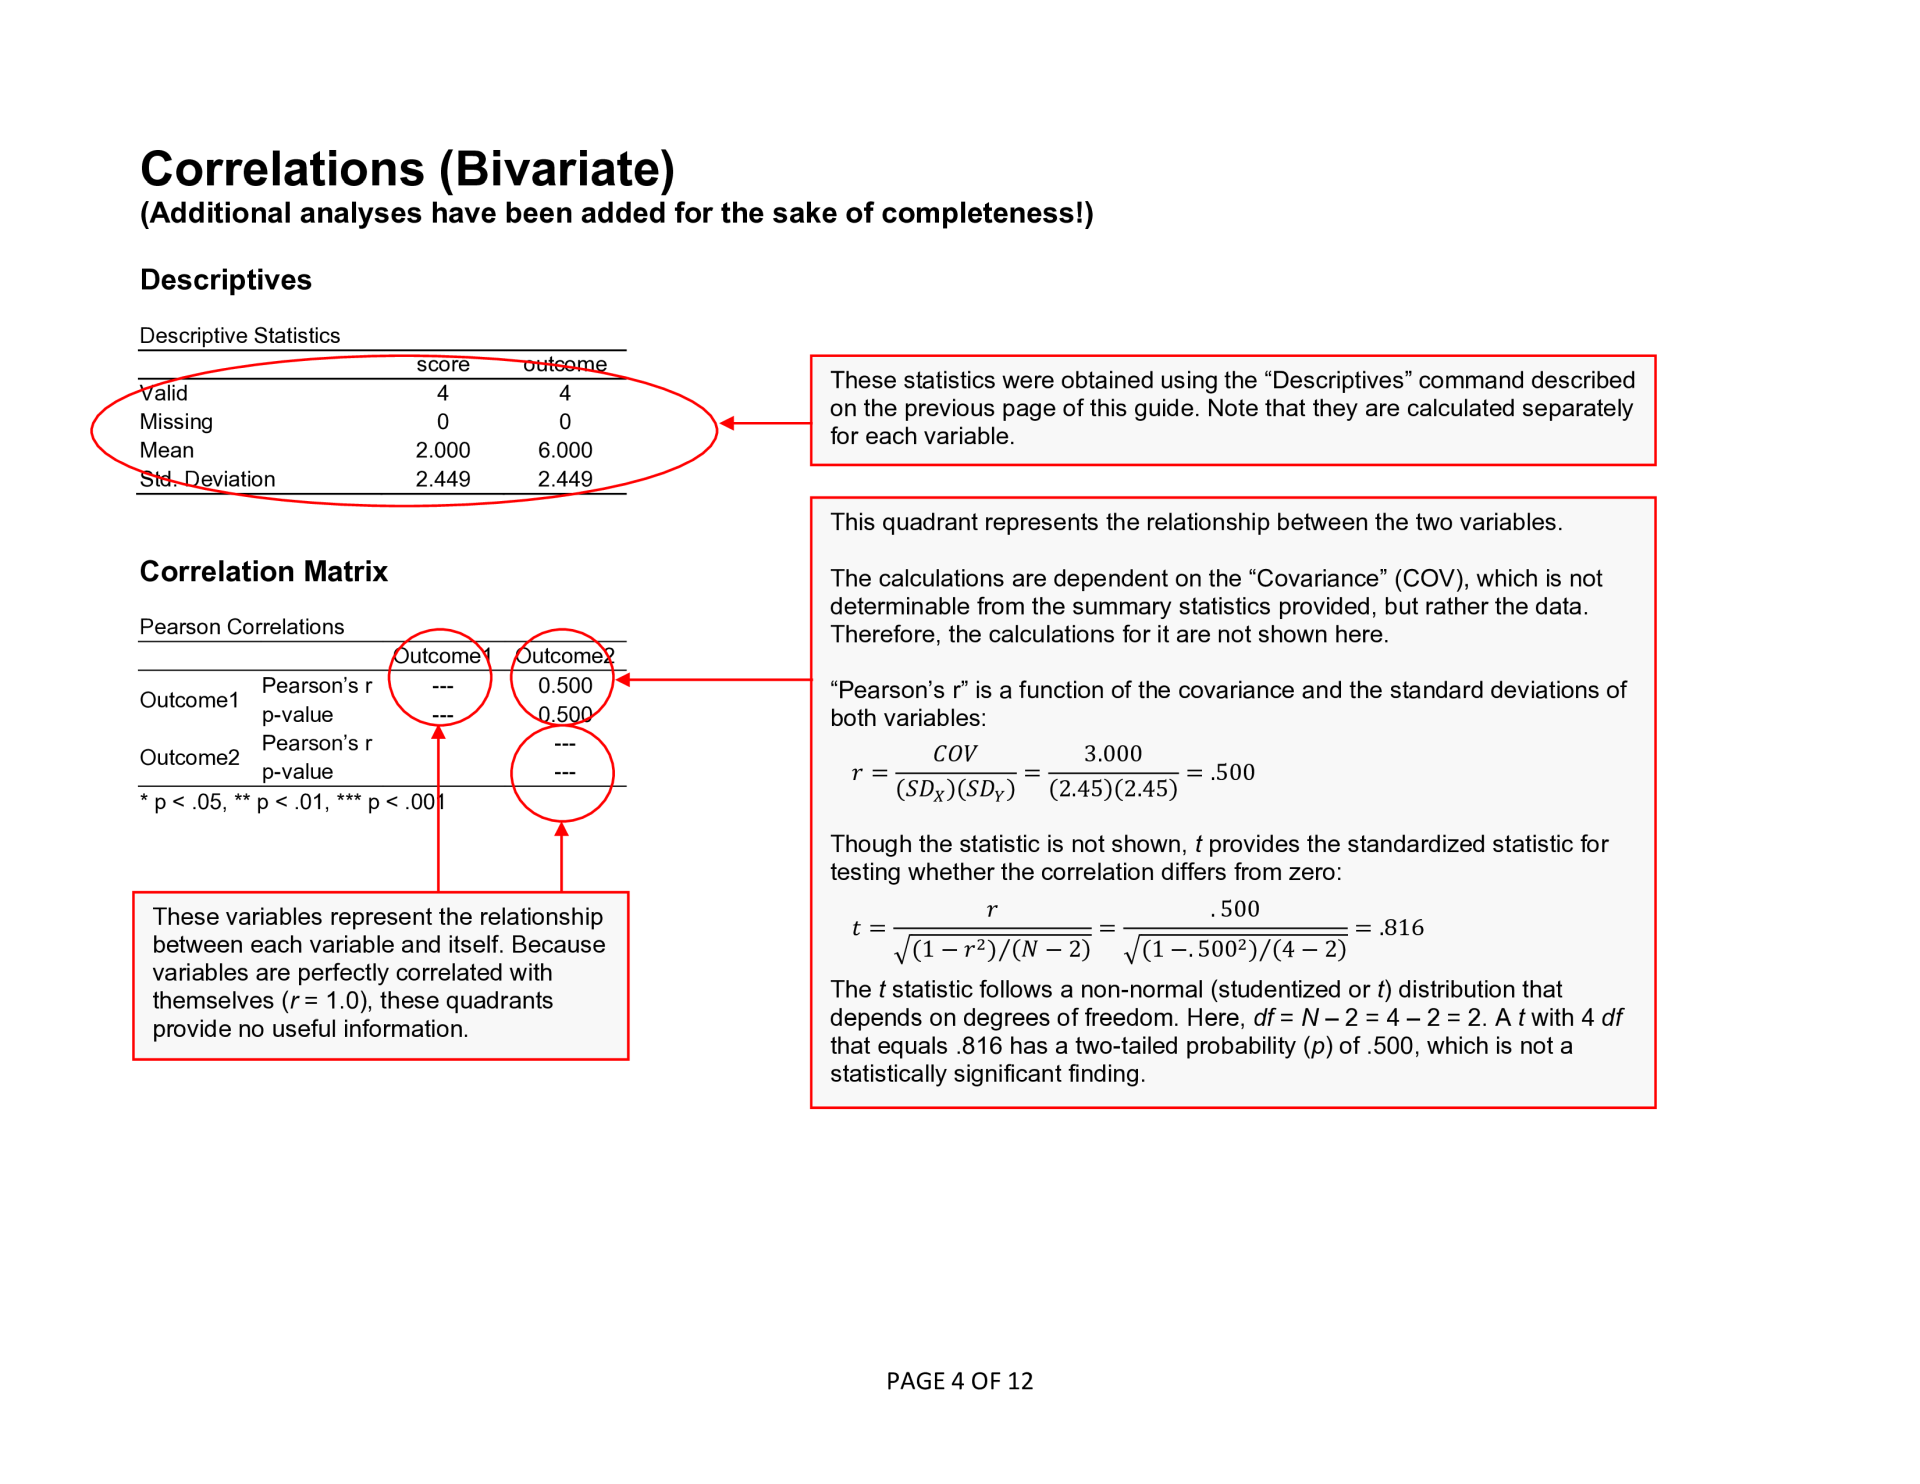 Correlations (Bivariate)
(Additional analyses have been added for the sake of completeness!)
Descriptives
Descriptive Statistics
score outcome
Valid 4 4
Missing 0 0
Mean 2.000 6.000
Std. Deviation 2.449 2.449
These statistics were obtained using the “Descriptives” command described
on the previous page of this guide. Note that they are calculated separately
for each variable.
Correlation Matrix
Pearson Correlations
Outcome1 Outcome2
Outcome1 Pearson’s r --- 0.500
p-value --- 0.500
Outcome2 Pearson’s r ---
p-value ---
* p < .05, ** p < .01, *** p < .001
These variables represent the relationship
between each variable and itself. Because
variables are perfectly correlated with
themselves (r = 1.0), these quadrants
provide no useful information.
This quadrant represents the relationship between the two variables.
The calculations are dependent on the “Covariance” (COV), which is not
determinable from the summary statistics provided, but rather the data.
Therefore, the calculations for it are not shown here.
“Pearson’s r” is a function of the covariance and the standard deviations of
both variables:
r = COV / (SD_X)(SD_Y) = 3.000 / (2.45)(2.45) = .500
Though the statistic is not shown, t provides the standardized statistic for
testing whether the correlation differs from zero:
t = r / √(1 − r²)/(N − 2) = .500 / √(1 −.500²)/(4 − 2) = .816
The t statistic follows a non-normal (studentized or t) distribution that
depends on degrees of freedom. Here, df = N – 2 = 4 – 2 = 2. A t with 4 df
that equals .816 has a two-tailed probability (p) of .500, which is not a
statistically significant finding.
PAGE 4 OF 12